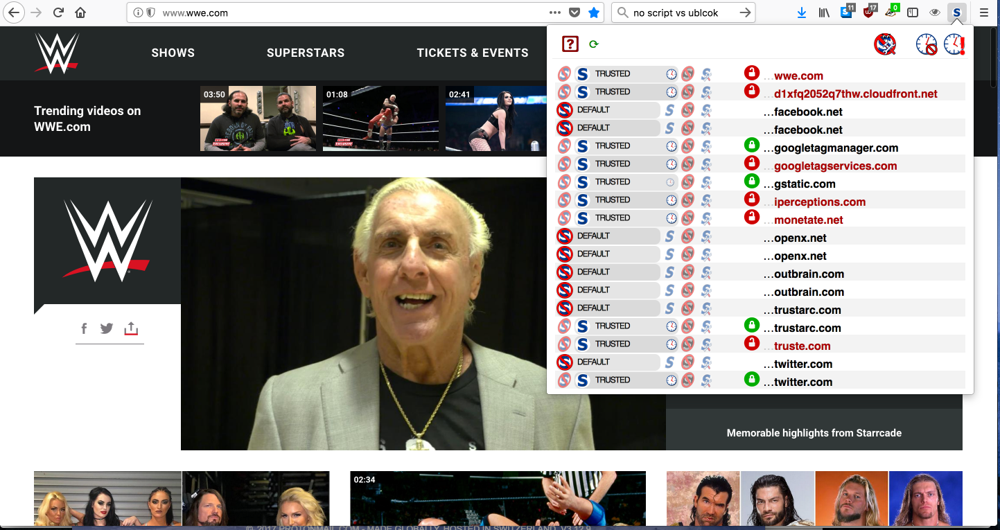 www.wwe.com
no script vs ublcok
11
17
0
S
SHOWS
SUPERSTARS
TICKETS & EVENTS
?
Trending videos on
WWE.com
03:50
01:08
02:41
TRUSTED …wwe.com
TRUSTED …d1xfq2052q7thw.cloudfront.net
DEFAULT …facebook.net
DEFAULT …facebook.net
TRUSTED …googletagmanager.com
TRUSTED …googletagservices.com
TRUSTED …gstatic.com
TRUSTED …iperceptions.com
TRUSTED …monetate.net
DEFAULT …openx.net
DEFAULT …openx.net
DEFAULT …outbrain.com
DEFAULT …outbrain.com
DEFAULT …trustarc.com
TRUSTED …trustarc.com
TRUSTED …truste.com
DEFAULT …twitter.com
TRUSTED …twitter.com
Memorable highlights from Starrcade
02:34
© 2017 PROTONMAIL.COM - MADE GLOBALLY, HOSTED IN SWITZERLAND. V3.12.9